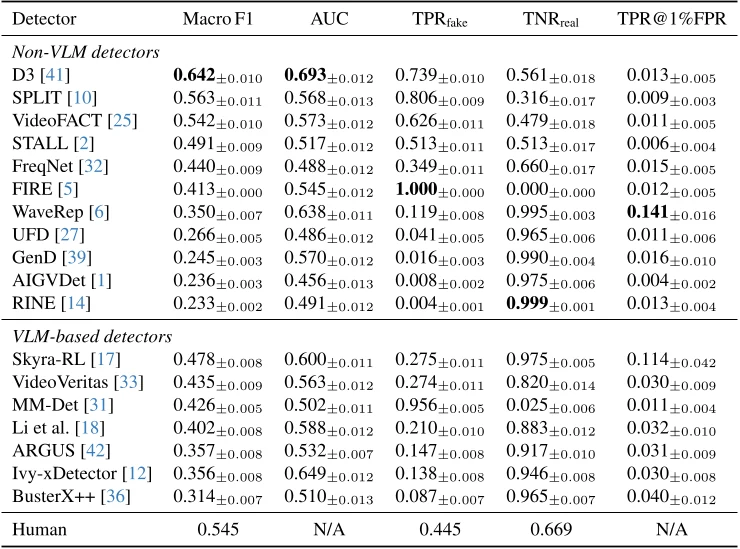 Detector Macro F1 AUC TPRfake TNRreal TPR@1%FPR
Non-VLM detectors
D3 [41] 0.642±0.010 0.693±0.012 0.739±0.010 0.561±0.018 0.013±0.005
SPLIT [10] 0.563±0.011 0.568±0.013 0.806±0.009 0.316±0.017 0.009±0.003
VideoFACT [25] 0.542±0.010 0.573±0.012 0.626±0.011 0.479±0.018 0.011±0.005
STALL [2] 0.491±0.009 0.517±0.012 0.513±0.011 0.513±0.017 0.006±0.004
FreqNet [32] 0.440±0.009 0.488±0.012 0.349±0.011 0.660±0.017 0.015±0.005
FIRE [5] 0.413±0.000 0.545±0.012 1.000±0.000 0.000±0.000 0.012±0.005
WaveRep [6] 0.350±0.007 0.638±0.011 0.119±0.008 0.995±0.003 0.141±0.016
UFD [27] 0.266±0.005 0.486±0.012 0.041±0.005 0.965±0.006 0.011±0.006
GenD [39] 0.245±0.003 0.570±0.012 0.016±0.003 0.990±0.004 0.016±0.010
AIGVDet [1] 0.236±0.003 0.456±0.013 0.008±0.002 0.975±0.006 0.004±0.002
RINE [14] 0.233±0.002 0.491±0.012 0.004±0.001 0.999±0.001 0.013±0.004
VLM-based detectors
Skyra-RL [17] 0.478±0.008 0.600±0.011 0.275±0.011 0.975±0.005 0.114±0.042
VideoVeritas [33] 0.435±0.009 0.563±0.012 0.274±0.011 0.820±0.014 0.030±0.009
MM-Det [31] 0.426±0.005 0.502±0.011 0.956±0.005 0.025±0.006 0.011±0.004
Li et al. [18] 0.402±0.008 0.588±0.012 0.210±0.010 0.883±0.012 0.032±0.010
ARGUS [42] 0.357±0.008 0.532±0.007 0.147±0.008 0.917±0.010 0.031±0.009
Ivy-xDetector [12] 0.356±0.008 0.649±0.012 0.138±0.008 0.946±0.008 0.030±0.008
BusterX++ [36] 0.314±0.007 0.510±0.013 0.087±0.007 0.965±0.007 0.040±0.012
Human 0.545 N/A 0.445 0.669 N/A